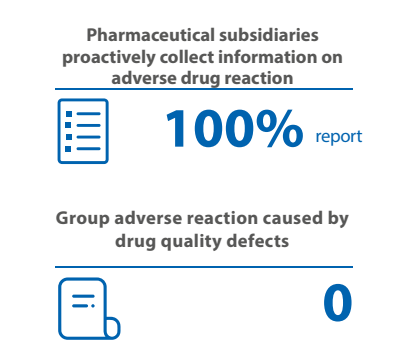 Pharmaceutical subsidiaries
proactively collect information on
adverse drug reaction
100% report
Group adverse reaction caused by
drug quality defects
0